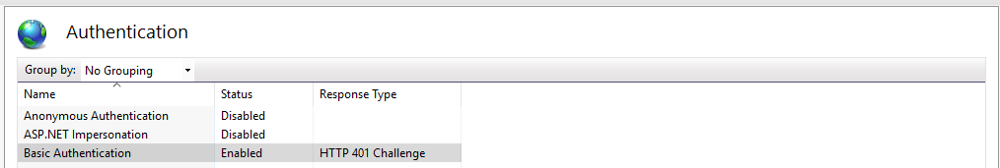 Authentication
Group by: No Grouping
Name Status Response Type
Anonymous Authentication Disabled
ASP.NET Impersonation Disabled
Basic Authentication Enabled HTTP 401 Challenge